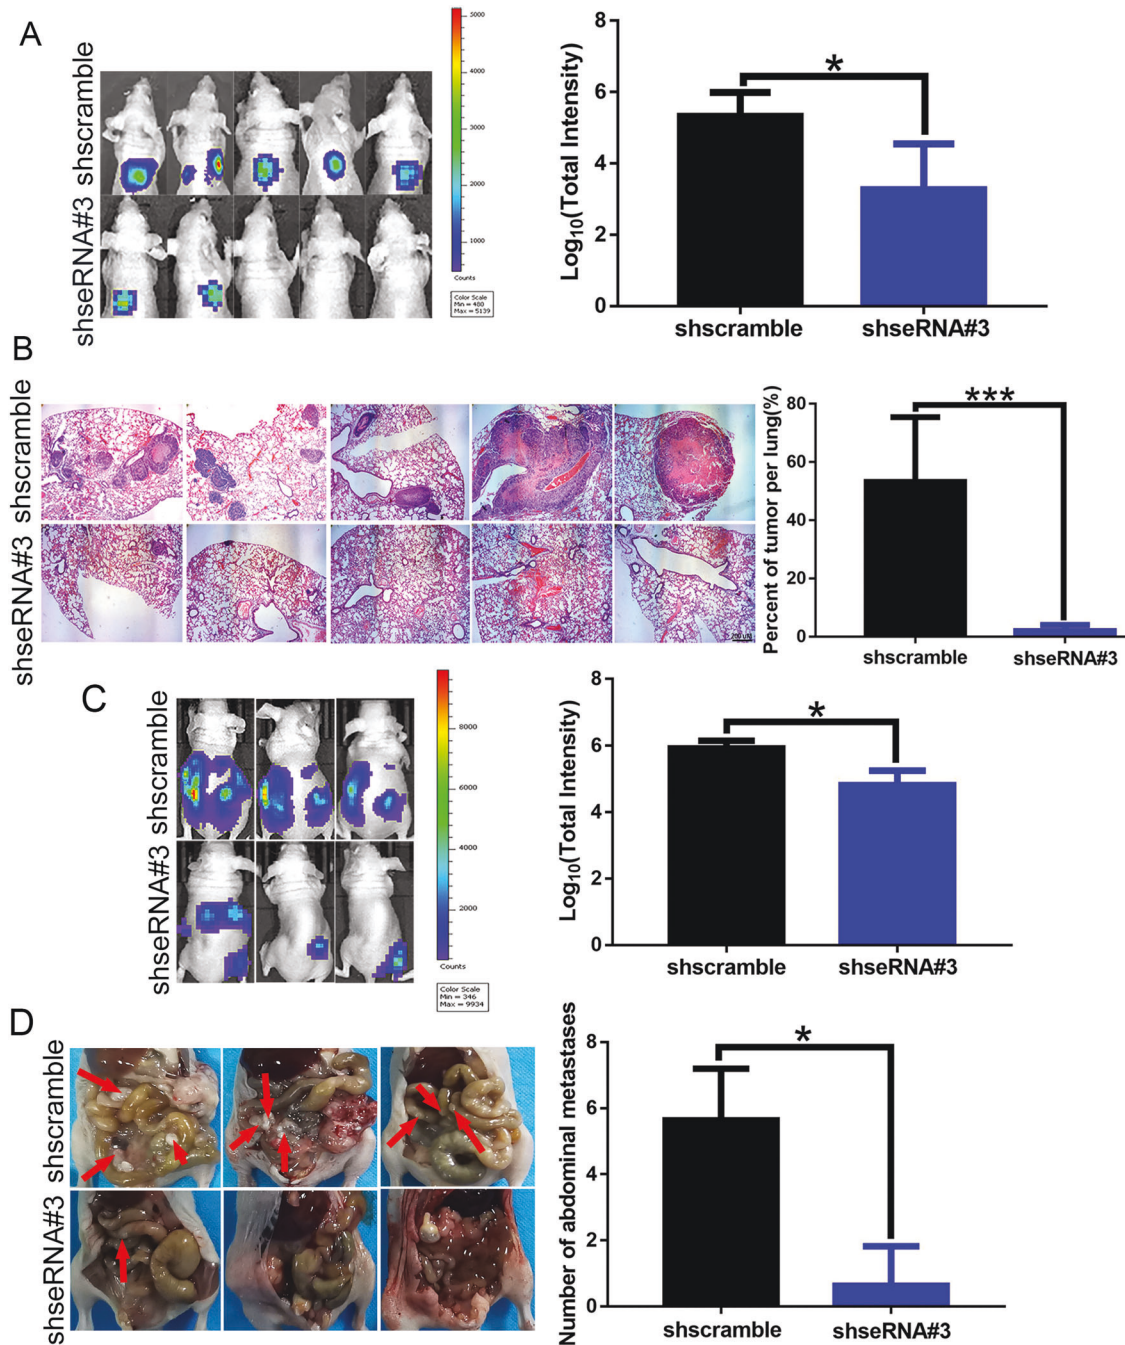 A
shscramble
shseRNA#3
5000
4000
3000
2000
1000
Counts
Color Scale
Min = 480
Max = 5139
Log10(Total Intensity)
8
6
4
2
0
*
shscramble
shseRNA#3
B
shscramble
shseRNA#3
Percent of tumor per lung(%)
80
60
40
20
0
***
shscramble
shseRNA#3
C
shscramble
shseRNA#3
8000
6000
4000
2000
Counts
Color Scale
Min = 346
Max = 9934
Log10(Total Intensity)
8
6
4
2
0
*
shscramble
shseRNA#3
D
shscramble
shseRNA#3
Number of abdominal metastases
8
6
4
2
0
*
shscramble
shseRNA#3